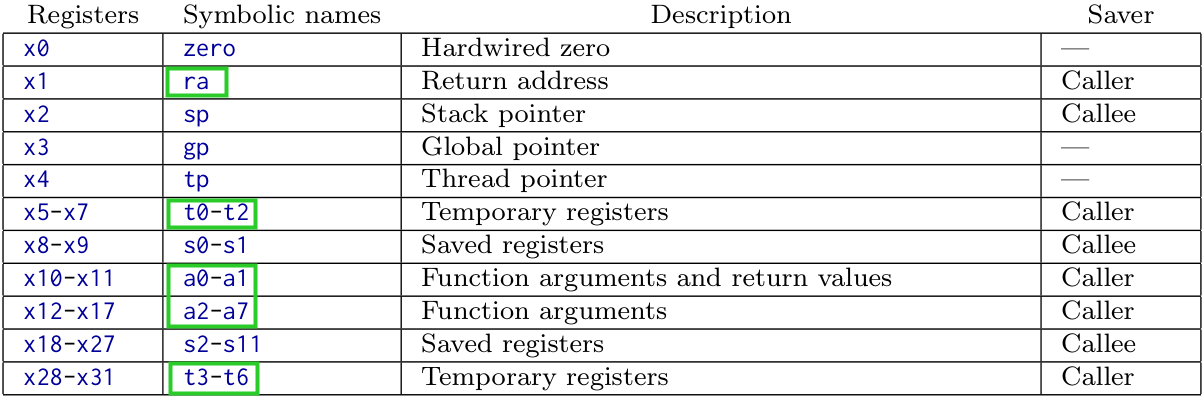 Registers Symbolic names Description Saver
x0 zero Hardwired zero —
x1 ra Return address Caller
x2 sp Stack pointer Callee
x3 gp Global pointer —
x4 tp Thread pointer —
x5-x7 t0-t2 Temporary registers Caller
x8-x9 s0-s1 Saved registers Callee
x10-x11 a0-a1 Function arguments and return values Caller
x12-x17 a2-a7 Function arguments Caller
x18-x27 s2-s11 Saved registers Callee
x28-x31 t3-t6 Temporary registers Caller